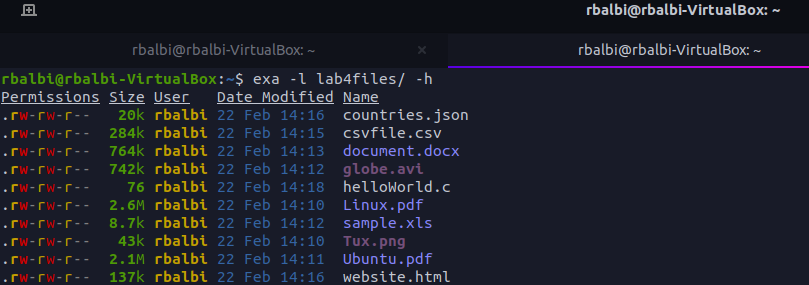 rbalbi@rbalbi-VirtualBox: ~
rbalbi@rbalbi-VirtualBox: ~ × rbalbi@rbalbi-VirtualBox: ~
rbalbi@rbalbi-VirtualBox:~$ exa -l lab4files/ -h
Permissions Size User Date Modified Name
.rw-rw-r-- 20k rbalbi 22 Feb 14:16 countries.json
.rw-rw-r-- 284k rbalbi 22 Feb 14:15 csvfile.csv
.rw-rw-r-- 764k rbalbi 22 Feb 14:13 document.docx
.rw-rw-r-- 742k rbalbi 22 Feb 14:12 globe.avi
.rw-rw-r-- 76 rbalbi 22 Feb 14:18 helloWorld.c
.rw-rw-r-- 2.6M rbalbi 22 Feb 14:10 Linux.pdf
.rw-rw-r-- 8.7k rbalbi 22 Feb 14:12 sample.xls
.rw-rw-r-- 43k rbalbi 22 Feb 14:10 Tux.png
.rw-rw-r-- 2.1M rbalbi 22 Feb 14:11 Ubuntu.pdf
.rw-rw-r-- 137k rbalbi 22 Feb 14:16 website.html